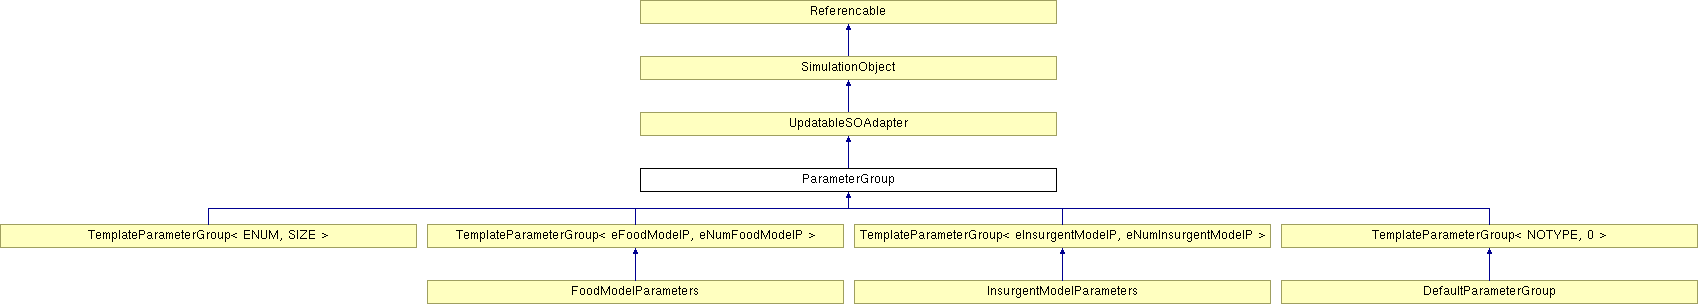 Referencable
SimulationObject
UpdatableSOAdapter
ParameterGroup
TemplateParameterGroup< ENUM, SIZE >
TemplateParameterGroup< eFoodModelP, eNumFoodModelP >
TemplateParameterGroup< eInsurgentModelP, eNumInsurgentModelP >
TemplateParameterGroup< NOTYPE, 0 >
FoodModelParameters
InsurgentModelParameters
DefaultParameterGroup